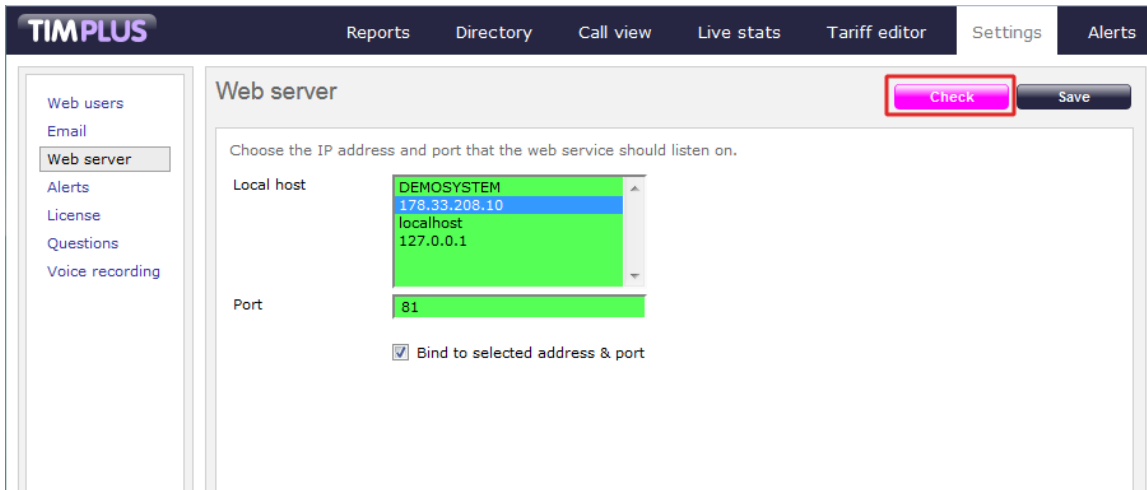 TIMPLUS
Reports Directory Call view Live stats Tariff editor Settings Alerts
Web users
Email
Web server
Alerts
License
Questions
Voice recording
Web server
Check Save
Choose the IP address and port that the web service should listen on.
Local host
DEMOSYSTEM
178.33.208.10
localhost
127.0.0.1
Port 81
Bind to selected address & port